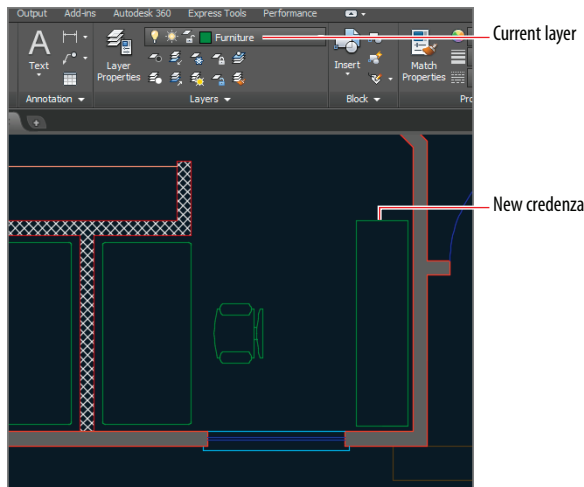 Output Add-ins Autodesk 360 Express Tools Performance
Furniture
Current layer
Text
Layer
Properties
Insert
Match
Properties
Annotation
Layers
Block
Pro
New credenza